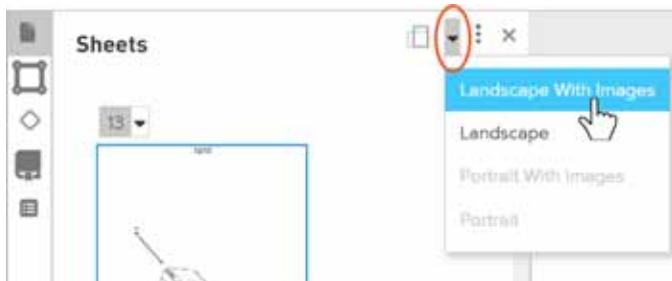 Sheets
Landscape With Images
Landscape
Portrait With Images
Portrait
13